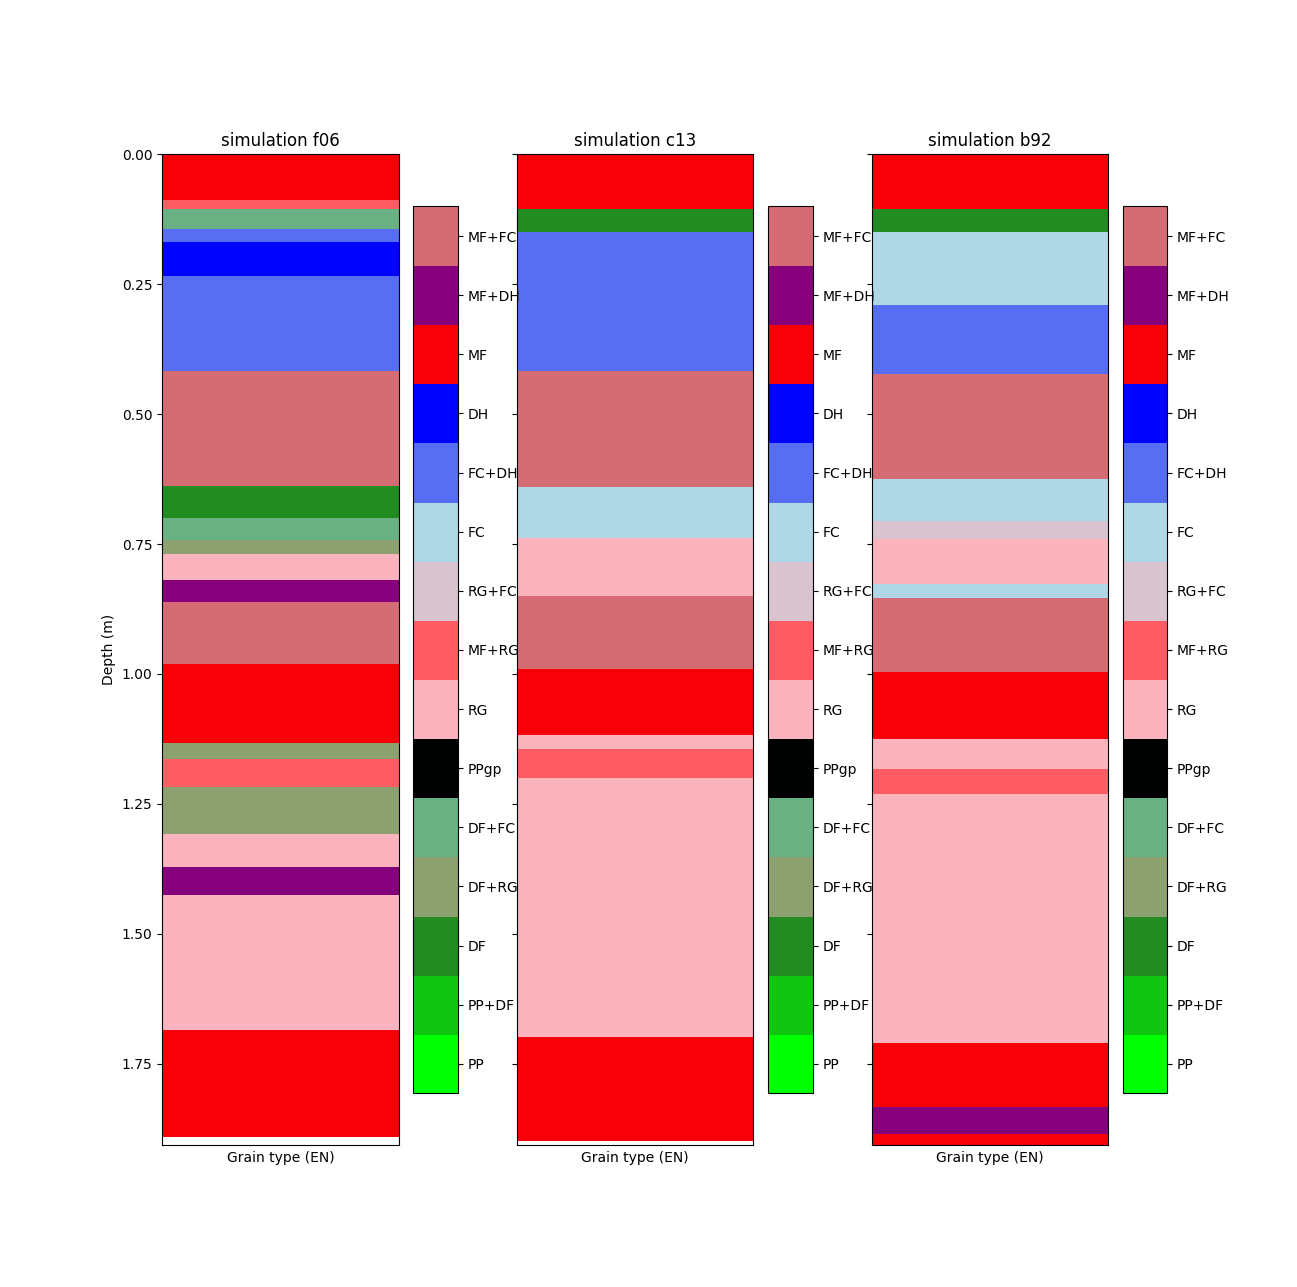 simulation f06
simulation c13
simulation b92
0.00
0.25
0.50
0.75
1.00
1.25
1.50
1.75
Depth (m)
MF+FC
MF+DH
MF
DH
FC+DH
FC
RG+FC
MF+RG
RG
PPgp
DF+FC
DF+RG
DF
PP+DF
PP
MF+FC
MF+DH
MF
DH
FC+DH
FC
RG+FC
MF+RG
RG
PPgp
DF+FC
DF+RG
DF
PP+DF
PP
MF+FC
MF+DH
MF
DH
FC+DH
FC
RG+FC
MF+RG
RG
PPgp
DF+FC
DF+RG
DF
PP+DF
PP
Grain type (EN)
Grain type (EN)
Grain type (EN)